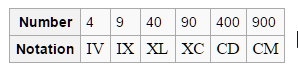 Number 4 9 40 90 400 900
Notation IV IX XL XC CD CM